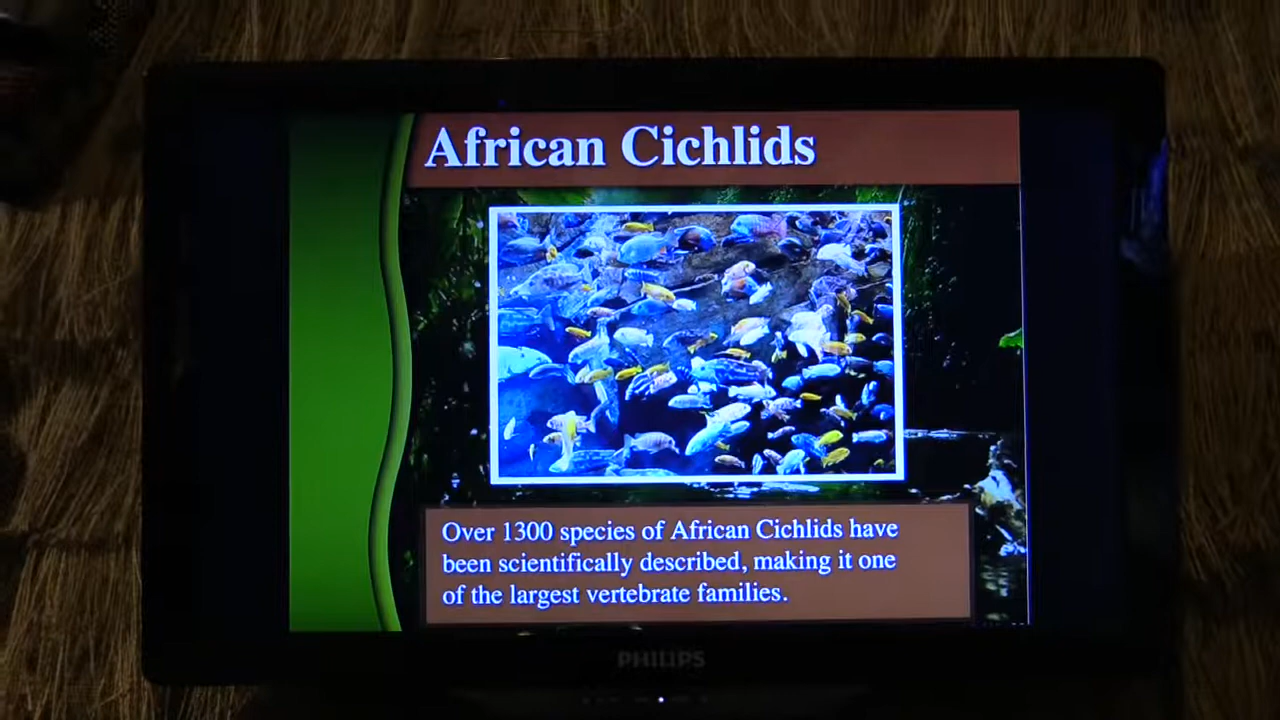 African Cichlids
Over 1300 species of African Cichlids have
been scientifically described, making it one
of the largest vertebrate families.
PHILIPS